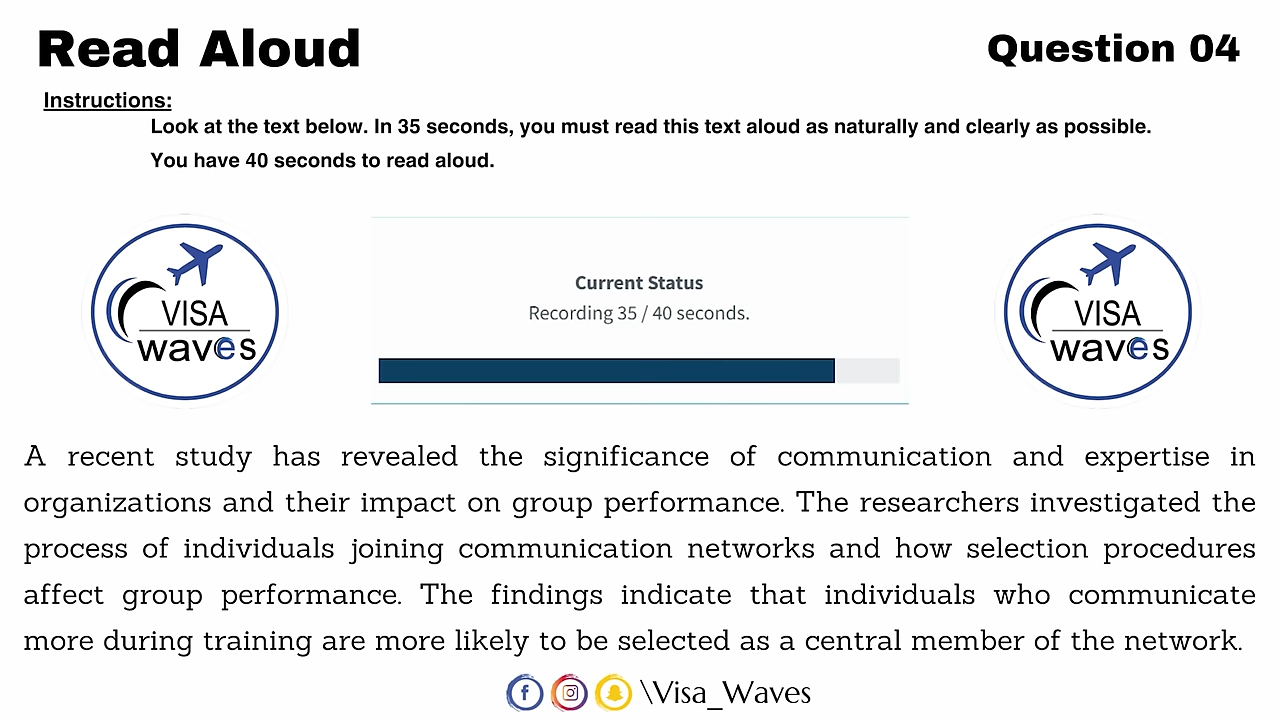 Read Aloud
Question 04
Instructions:
Look at the text below. In 35 seconds, you must read this text aloud as naturally and clearly as possible.
You have 40 seconds to read aloud.
VISA
waves
Current Status
Recording 35 / 40 seconds.
VISA
waves
A recent study has revealed the significance of communication and expertise in
organizations and their impact on group performance. The researchers investigated the
process of individuals joining communication networks and how selection procedures
affect group performance. The findings indicate that individuals who communicate
more during training are more likely to be selected as a central member of the network.
\Visa_Waves